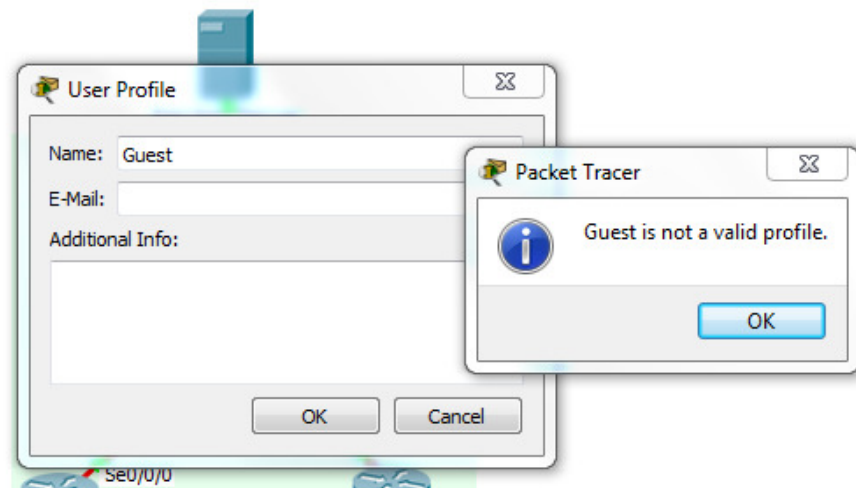 User Profile
Name: Guest
E-Mail:
Additional Info:
OK Cancel
Packet Tracer
Guest is not a valid profile.
OK
Se0/0/0